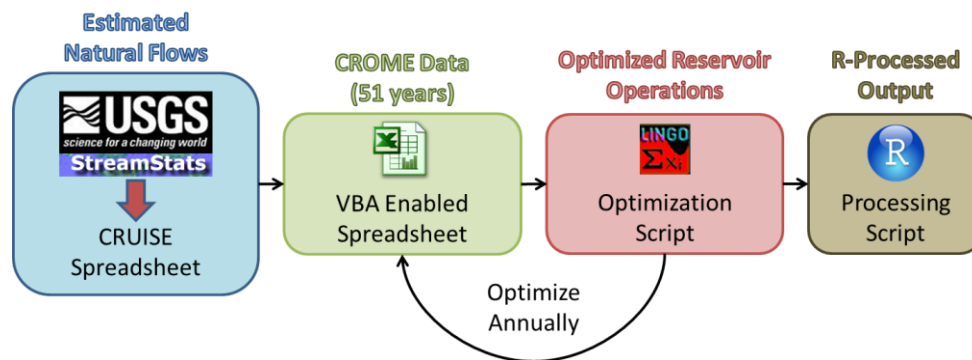 Estimated
Natural Flows
USGS
science for a changing world
StreamStats
CRUISE
Spreadsheet
CROME Data
(51 years)
VBA Enabled
Spreadsheet
Optimized Reservoir
Operations
LINGO
Σxi
Optimization
Script
R-Processed
Output
R
Processing
Script
Optimize
Annually